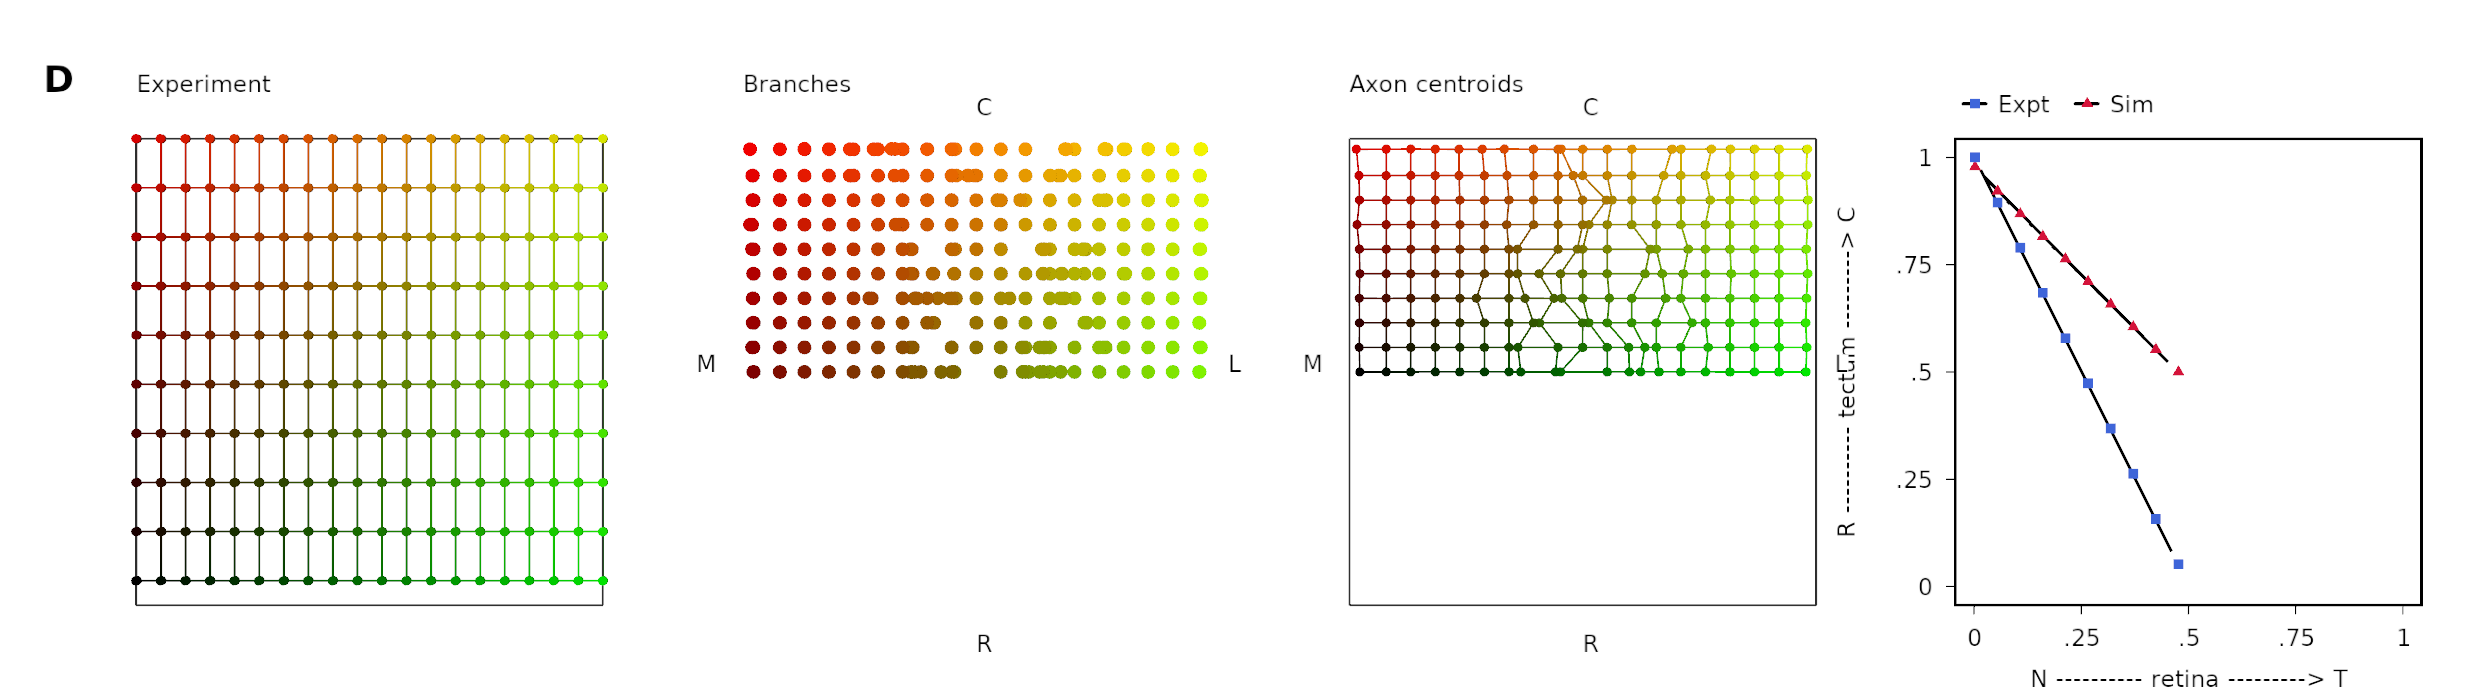 D
Experiment
Branches
Axon centroids
C
C
Expt
Sim
M
L
M
L
R
R
1
.75
.5
.25
0
R ---------- tectum ---------> C
0
.25
.5
.75
1
N ---------- retina ---------> T